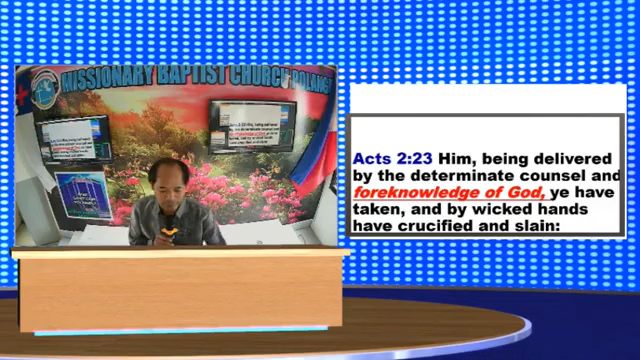 MISSIONARY BAPTIST CHURCH POLANGUI
Acts 2:23 Him, being delivered
by the determinate counsel and
foreknowledge of God, ye have
taken, and by wicked hands
have crucified and slain: